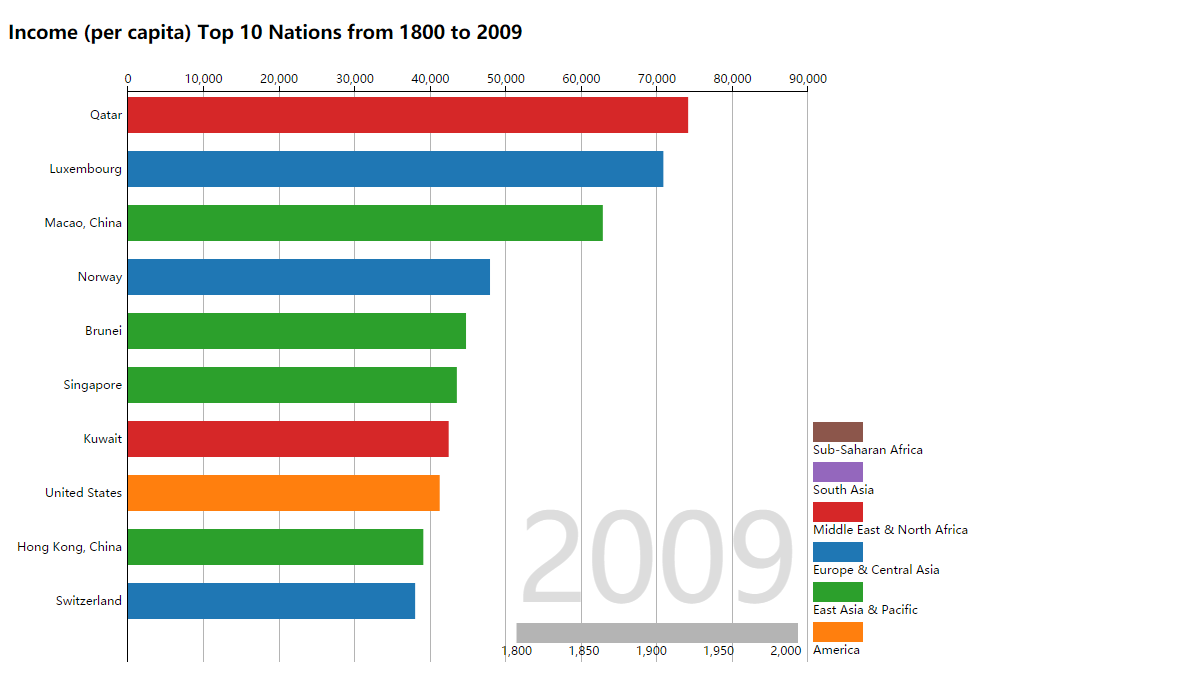 Income (per capita) Top 10 Nations from 1800 to 2009
0 10,000 20,000 30,000 40,000 50,000 60,000 70,000 80,000 90,000
Qatar
Luxembourg
Macao, China
Norway
Brunei
Singapore
Kuwait
United States
Hong Kong, China
Switzerland
2009
1,800 1,850 1,900 1,950 2,000
Sub-Saharan Africa
South Asia
Middle East & North Africa
Europe & Central Asia
East Asia & Pacific
America